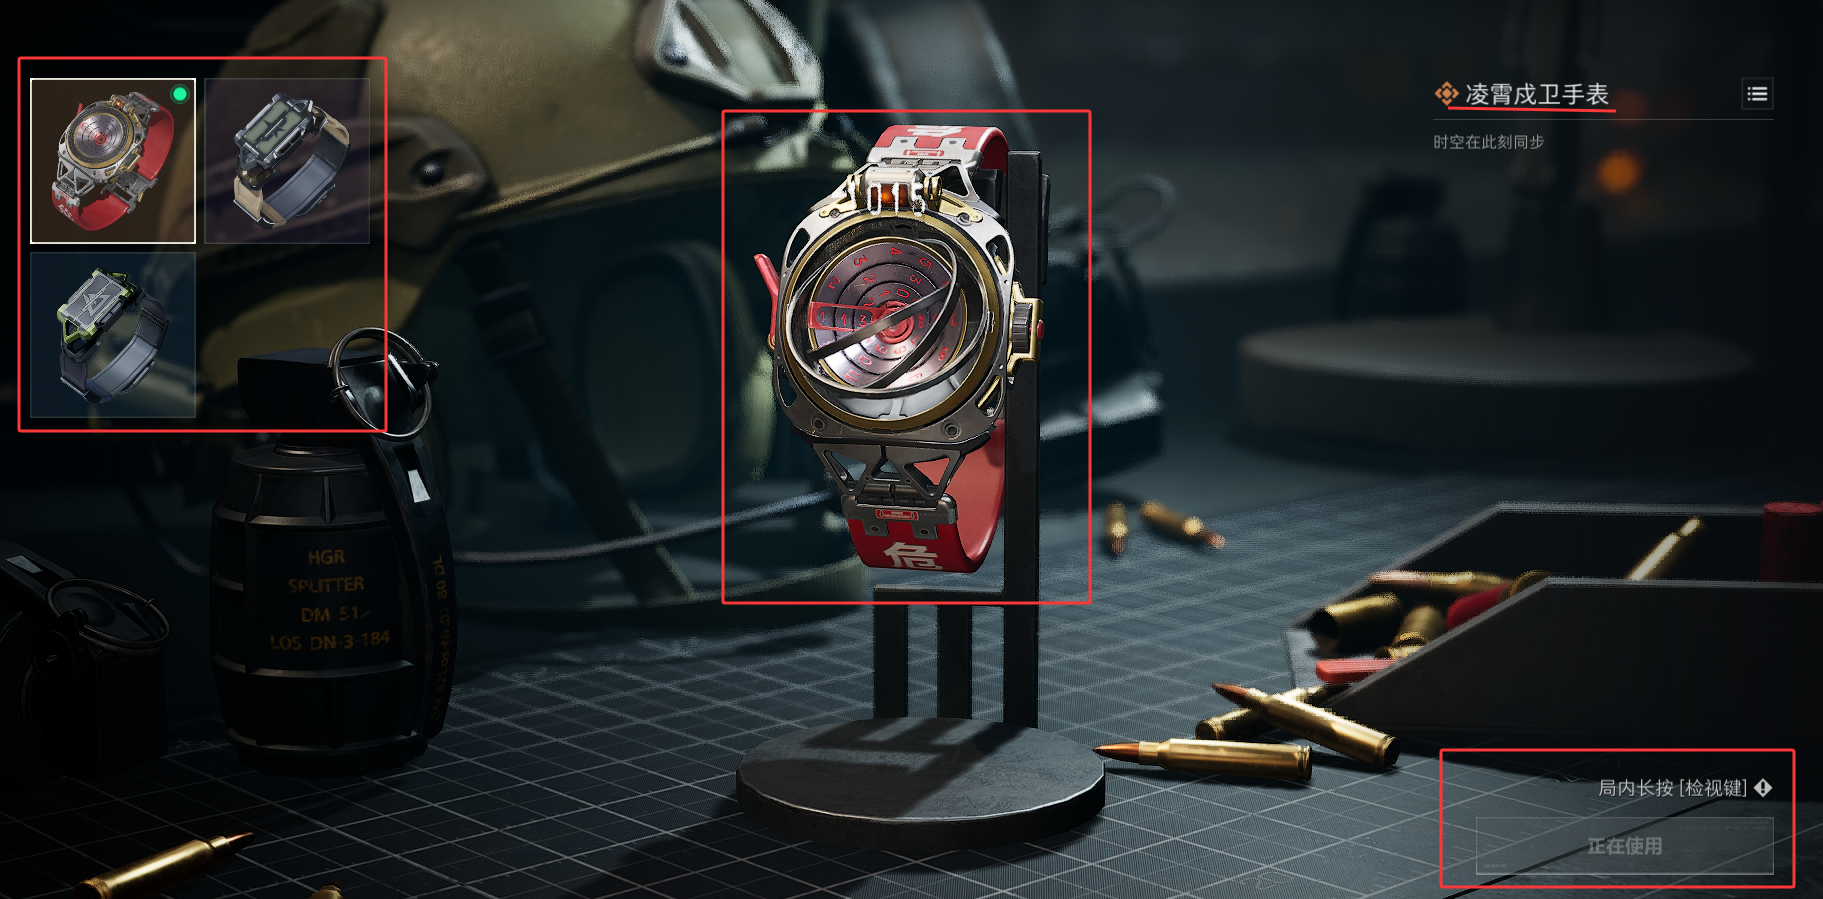 凌霄戍卫手表
时空在此刻同步
015
危
HGR
SPLITTER
DM 51
LOS DN-3-184
局内长按 [检视键]
正在使用